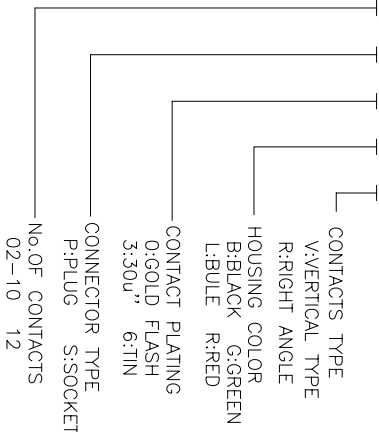 CONTACTS TYPE
V:VERTICAL TYPE
R:RIGHT ANGLE
HOUSING COLOR
B:BLACK G:GREEN
L:BULE R:RED
CONTACT PLATING
0:GOLD FLASH
3:30u" 6:TIN
CONNECTOR TYPE
P:PLUG S:SOCKET
No.OF CONTACTS
02-10 12